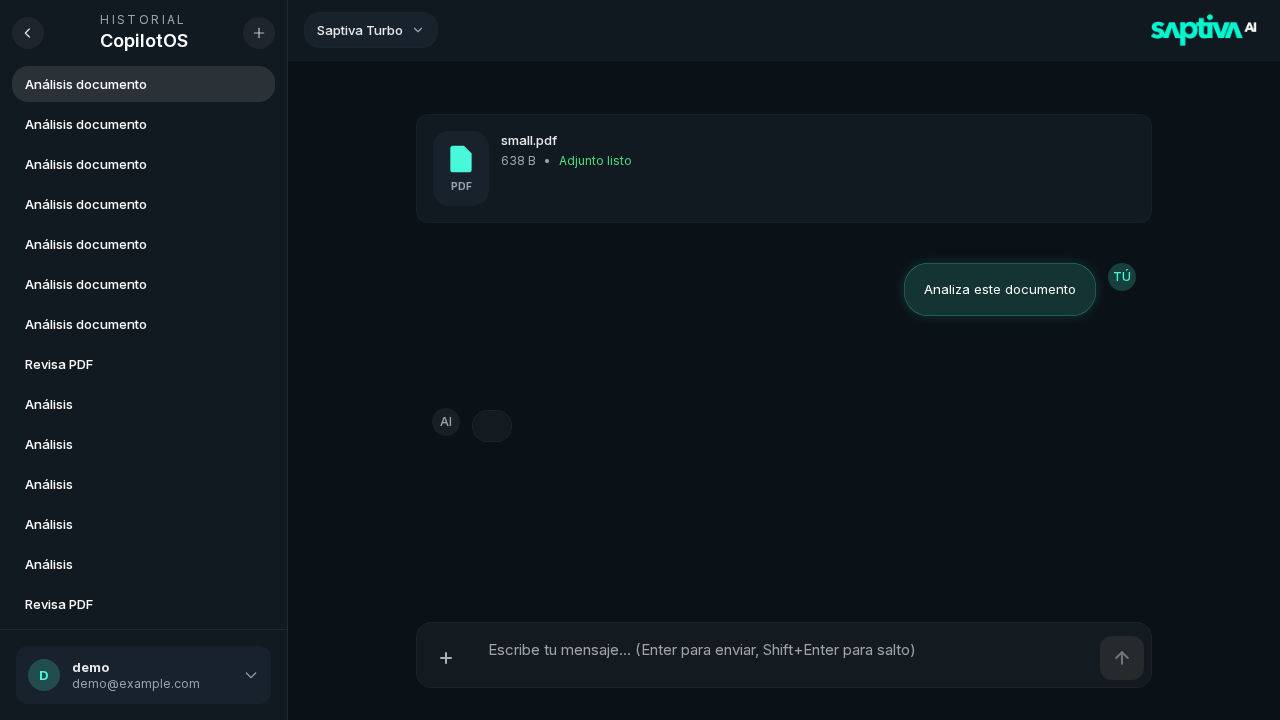 HISTORIAL
CopilotOS
Análisis documento
Análisis documento
Análisis documento
Análisis documento
Análisis documento
Análisis documento
Análisis documento
Revisa PDF
Análisis
Análisis
Análisis
Análisis
Análisis
Revisa PDF
D
demo
demo@example.com
Saptiva Turbo
saptiva AI
PDF
small.pdf
638 B • Adjunto listo
Analiza este documento
TÚ
AI
Escribe tu mensaje... (Enter para enviar, Shift+Enter para salto)